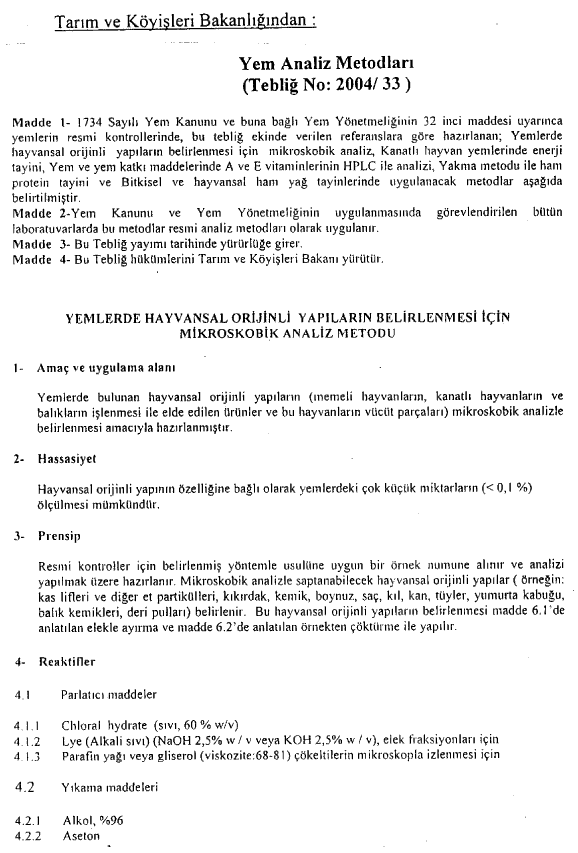 Tarım ve Köyişleri Bakanlığından :
Yem Analiz Metodları
(Tebliğ No: 2004/ 33 )
Madde 1- 1734 Sayılı Yem Kanunu ve buna bağlı Yem Yönetmeliğinin 32 inci maddesi uyarınca
yemlerin resmi kontrollerinde, bu tebliğ ekinde verilen referanslara göre hazırlanan; Yemlerde
hayvansal orijinli yapıların belirlenmesi için mikroskobik analiz, Kanatlı hayvan yemlerinde enerji
tayini, Yem ve yem katkı maddelerinde A ve E vitaminlerinin HPLC ile analizi, Yakma metodu ile ham
protein tayini ve Bitkisel ve hayvansal ham yağ tayinlerinde uygulanacak metodlar aşağıda
belirtilmiştir.
Madde 2-Yem Kanunu ve Yem Yönetmeliğinin uygulanmasında görevlendirilen bütün
laboratuvarlarda bu metodlar resmi analiz metodları olarak uygulanır.
Madde 3- Bu Tebliğ yayımı tarihinde yürürlüğe girer.
Madde 4- Bu Tebliğ hükümlerini Tarım ve Köyişleri Bakanı yürütür.
YEMLERDE HAYVANSAL ORİJİNLİ YAPILARIN BELİRLENMESİ İÇİN
MİKROSKOBİK ANALİZ METODU
1- Amaç ve uygulama alanı
Yemlerde bulunan hayvansal orijinli yapıların (memeli hayvanların, kanatlı hayvanların ve
balıkların işlenmesi ile elde edilen ürünler ve bu hayvanların vücüt parçaları) mikroskobik analizle
belirlenmesi amacıyla hazırlanmıştır.
2- Hassasiyet
Hayvansal orijinli yapının özelliğine bağlı olarak yemlerdeki çok küçük miktarların (< 0,1 %)
ölçülmesi mümkündür.
3- Prensip
Resmi kontroller için belirlenmiş yöntemle usulüne uygun bir örnek numune alınır ve analizi
yapılmak üzere hazırlanır. Mikroskobik analizle saptanabilecek hayvansal orijinli yapılar ( örneğin:
kas lifleri ve diğer et partikülleri, kıkırdak, kemik, boynuz, saç, kıl, kan, tüyler, yumurta kabuğu,
balık kemikleri, deri pulları) belirlenir. Bu hayvansal orijinli yapıların belirlenmesi madde 6.1'de
anlatılan elekle ayırma ve madde 6.2'de anlatılan örnekten çöktürme ile yapılır.
4- Reaktifler
4.1 Parlatıcı maddeler
4.1.1 Chloral hydrate (sıvı, 60 % w/v)
4.1.2 Lye (Alkali sıvı) (NaOH 2,5% w / v veya KOH 2,5% w / v), elek fraksiyonları için
4.1.3 Parafin yağı veya gliserol (viskozite:68-81) çökeltilerin mikroskopla izlenmesi için
4.2 Yıkama maddeleri
4.2.1 Alkol, %96
4.2.2 Aseton